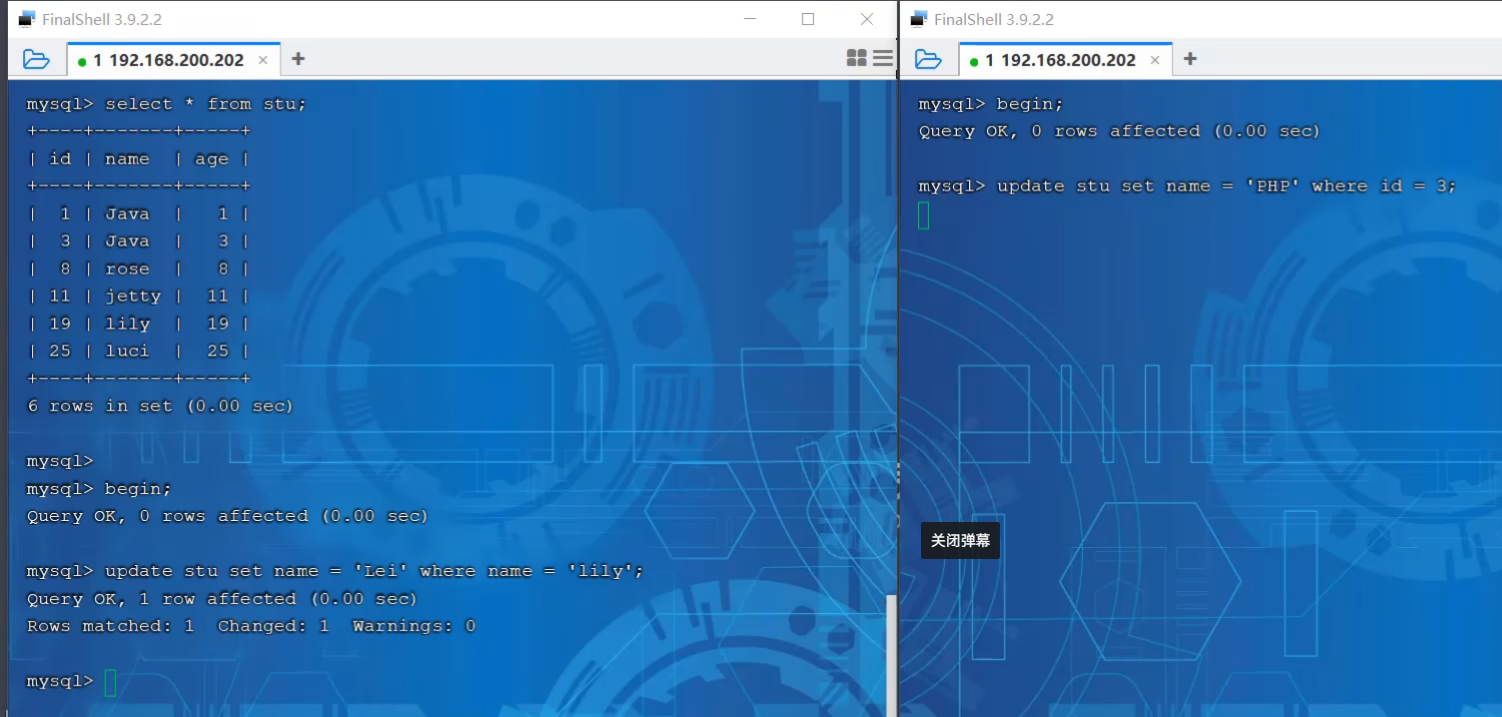 FinalShell 3.9.2.2
1 192.168.200.202
mysql> select * from stu;
+----+-------+-----+
| id | name  | age |
+----+-------+-----+
|  1 | Java  |   1 |
|  3 | Java  |   3 |
|  8 | rose  |   8 |
| 11 | jetty |  11 |
| 19 | lily  |  19 |
| 25 | luci  |  25 |
+----+-------+-----+
6 rows in set (0.00 sec)
mysql>
mysql> begin;
Query OK, 0 rows affected (0.00 sec)
mysql> update stu set name = 'Lei' where name = 'lily';
Query OK, 1 row affected (0.00 sec)
Rows matched: 1  Changed: 1  Warnings: 0
mysql>
FinalShell 3.9.2.2
1 192.168.200.202
mysql> begin;
Query OK, 0 rows affected (0.00 sec)
mysql> update stu set name = 'PHP' where id = 3;
关闭弹幕